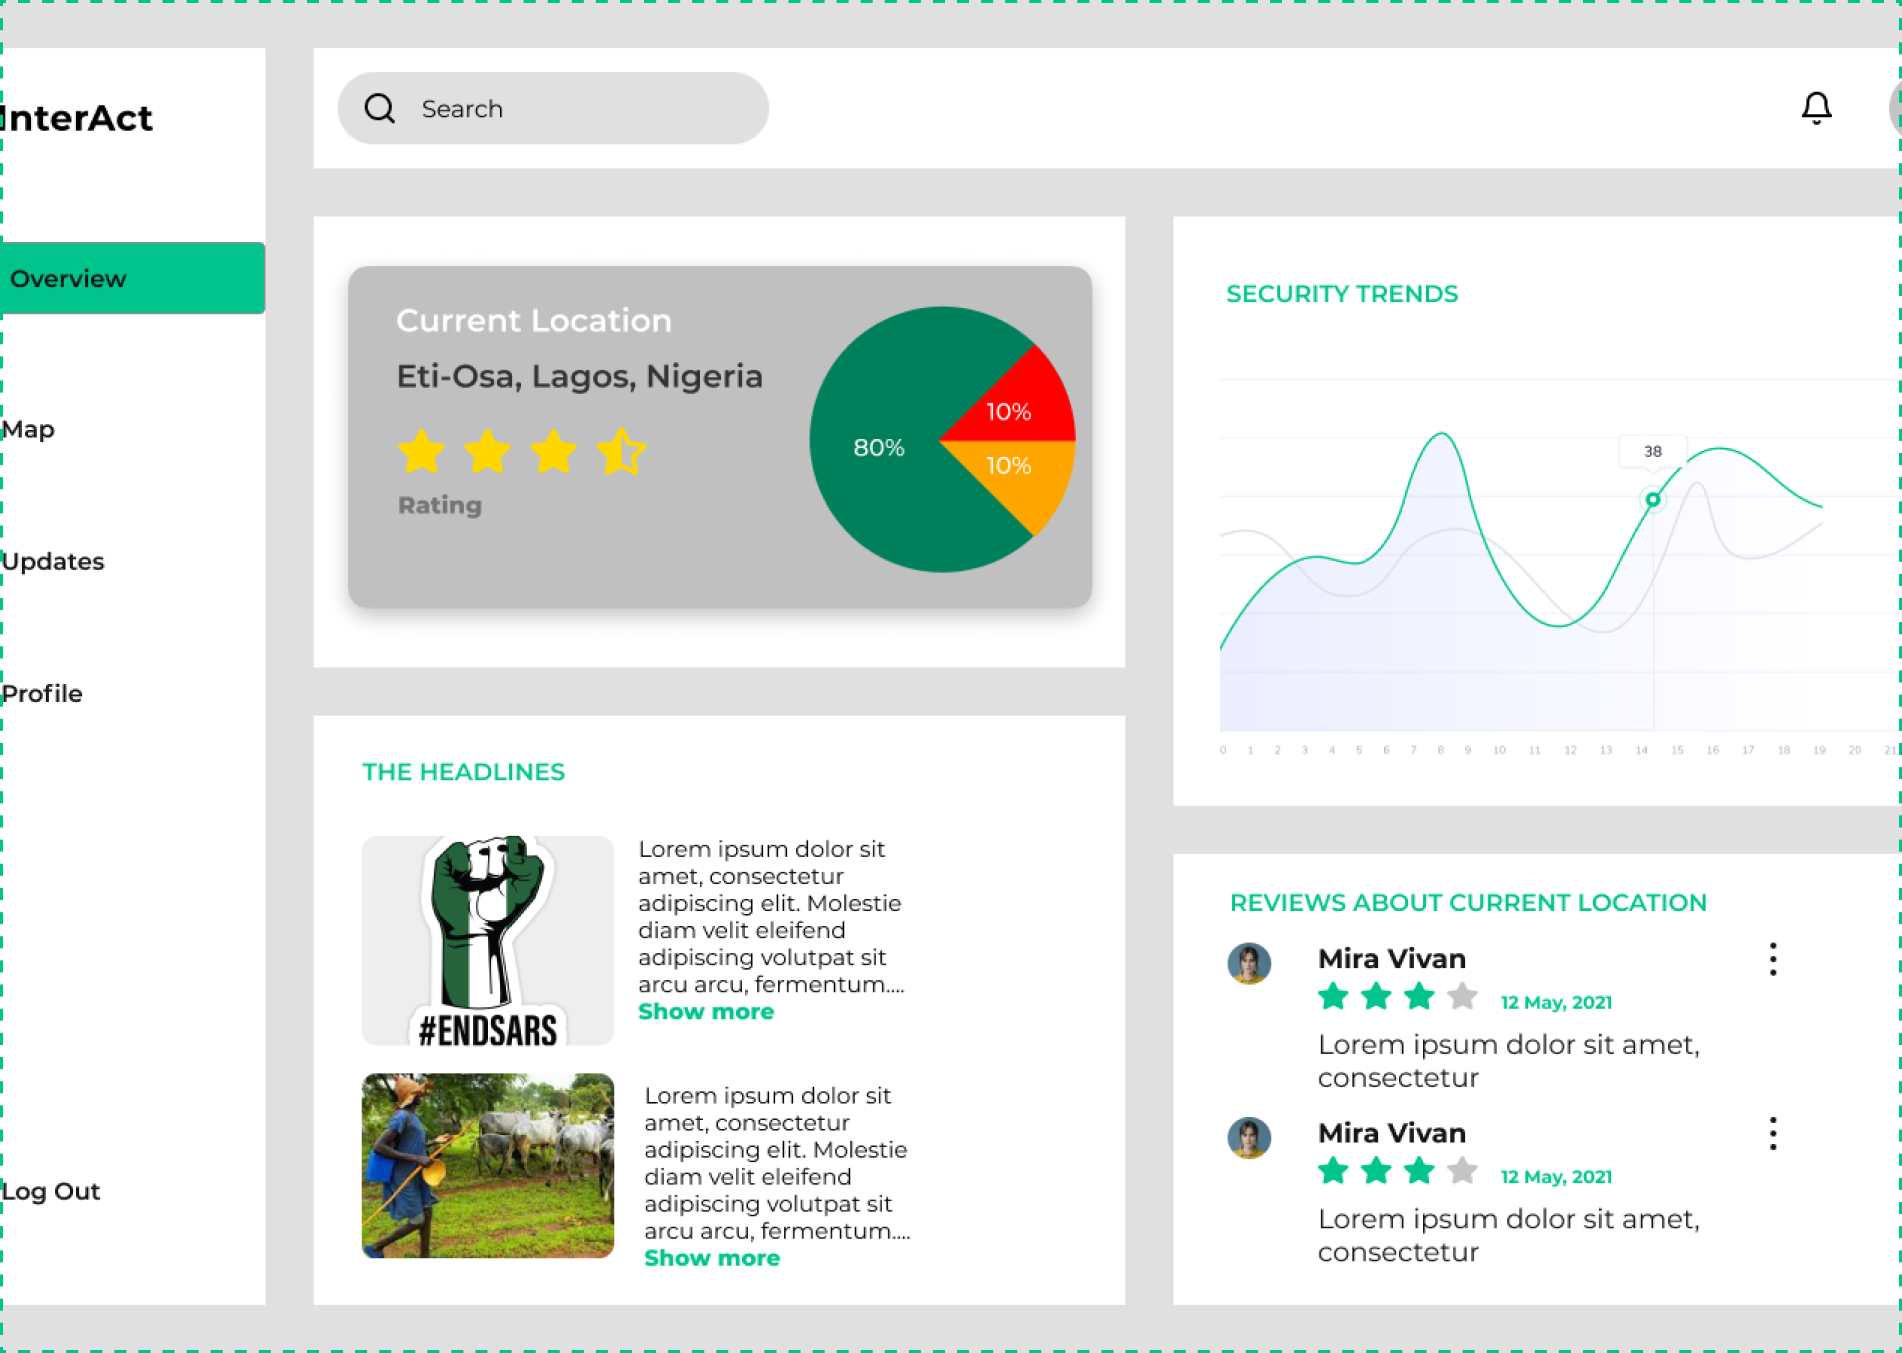 InterAct
Search
Overview
Map
Updates
Profile
Log Out
Current Location
Eti-Osa, Lagos, Nigeria
Rating
80%
10%
10%
SECURITY TRENDS
38
0 1 2 3 4 5 6 7 8 9 10 11 12 13 14 15 16 17 18 19 20 21
THE HEADLINES
#ENDSARS
Lorem ipsum dolor sit
amet, consectetur
adipiscing elit. Molestie
diam velit eleifend
adipiscing volutpat sit
arcu arcu, fermentum....
Show more
Lorem ipsum dolor sit
amet, consectetur
adipiscing elit. Molestie
diam velit eleifend
adipiscing volutpat sit
arcu arcu, fermentum....
Show more
REVIEWS ABOUT CURRENT LOCATION
Mira Vivan
12 May, 2021
Lorem ipsum dolor sit amet,
consectetur
Mira Vivan
12 May, 2021
Lorem ipsum dolor sit amet,
consectetur